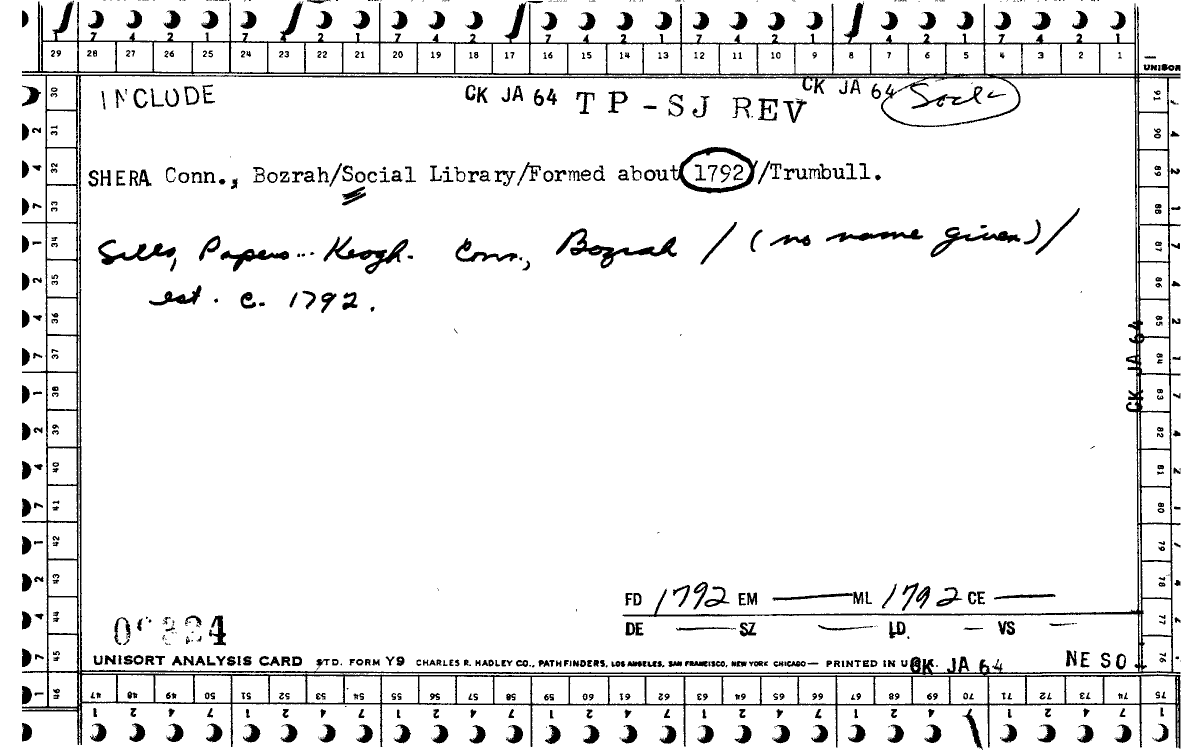 7 4 2 1 7 4 2 1 7 4 2 1 7 4 2 1 7 4 2 1 7 4 2 1 7 4 2 1
29 28 27 26 25 24 23 22 21 20 19 18 17 16 15 14 13 12 11 10 9 8 7 6 5 4 3 2 1
UNISOR
INCLUDE CK JA 64 TP-SJ REV CK JA 64
SHERA Conn., Bozrah/Social Library/Formed about 1792//Trumbull.
Sills, Papers... Keogh. Conn., Bozrah / (no name given) /
est. c. 1792.
CK JA 64
FD 1792 EM — ML 1792 CE —
DE — SZ — LD. — VS —
UNISORT ANALYSIS CARD STD. FORM Y9 CHARLES R. HADLEY CO., PATHFINDERS, LOS ANGELES, SAN FRANCISCO, NEW YORK CHICAGO — PRINTED IN U.S.A. CK JA 64 NE SO
30 31 32 33 34 35 36 37 38 39 40 41 42 43 44 45 46
91 90 89 88 87 86 85 84 83 82 81 80 79 78 77 76 75
47 48 49 50 51 52 53 54 55 56 57 58 59 60 61 62 63 64 65 66 67 68 69 70 71 72 73 74 75
1 2 4 7 1 2 4 7 1 2 4 7 1 2 4 7 1 2 4 7 1 2 4 7 1 2 4 7 1